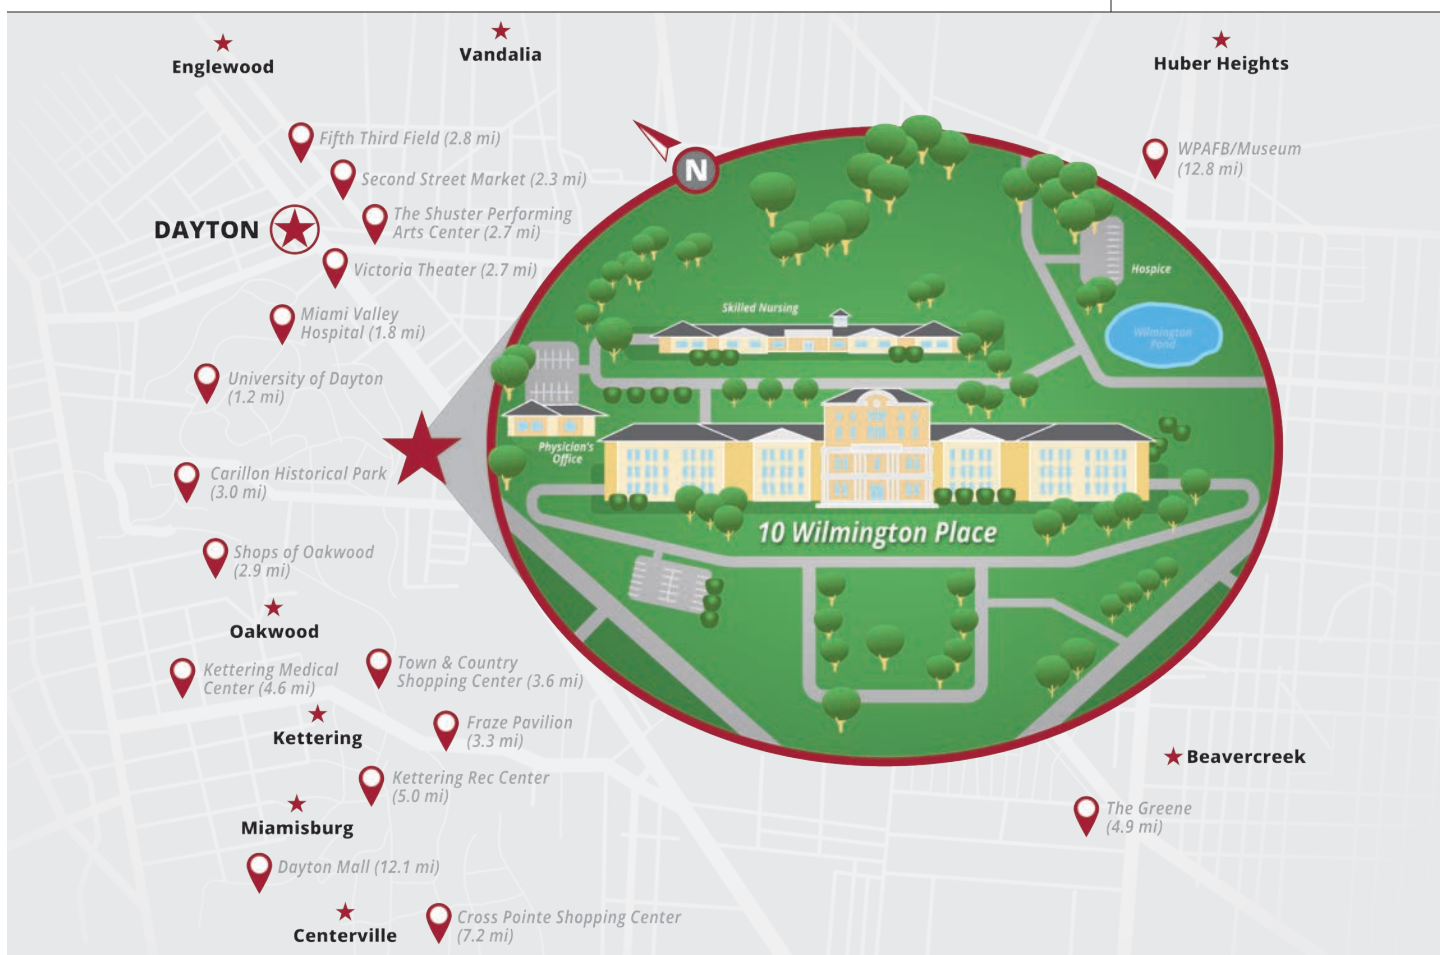 Englewood
Vandalia
Huber Heights
Fifth Third Field (2.8 mi)
WPAFB/Museum
(12.8 mi)
N
Second Street Market (2.3 mi)
The Shuster Performing
Arts Center (2.7 mi)
DAYTON
Victoria Theater (2.7 mi)
Hospice
Miami Valley
Hospital (1.8 mi)
Skilled Nursing
Wilmington
Pond
University of Dayton
(1.2 mi)
Physician's
Office
Carillon Historical Park
(3.0 mi)
10 Wilmington Place
Shops of Oakwood
(2.9 mi)
Oakwood
Kettering Medical
Center (4.6 mi)
Town & Country
Shopping Center (3.6 mi)
Kettering
Fraze Pavilion
(3.3 mi)
Beavercreek
Kettering Rec Center
(5.0 mi)
Miamisburg
The Greene
(4.9 mi)
Dayton Mall (12.1 mi)
Centerville
Cross Pointe Shopping Center
(7.2 mi)